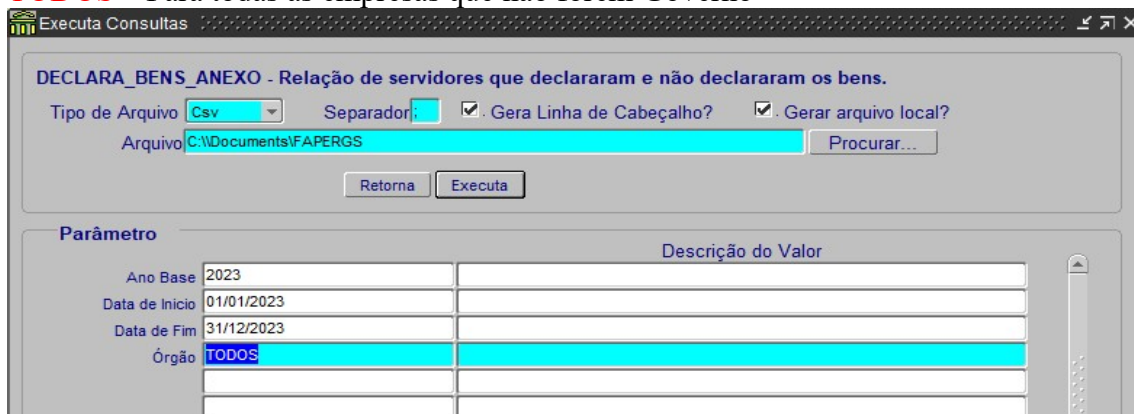 TODOS – Para todas as empresas que não forem Governo
Executa Consultas
DECLARA_BENS_ANEXO - Relação de servidores que declararam e não declararam os bens.
Tipo de Arquivo Csv Separador ; . Gera Linha de Cabeçalho? . Gerar arquivo local?
Arquivo C:\\Documents\FAPERGS Procurar...
Retorna Executa
Parâmetro
Descrição do Valor
Ano Base 2023
Data de Inicio 01/01/2023
Data de Fim 31/12/2023
Órgão TODOS